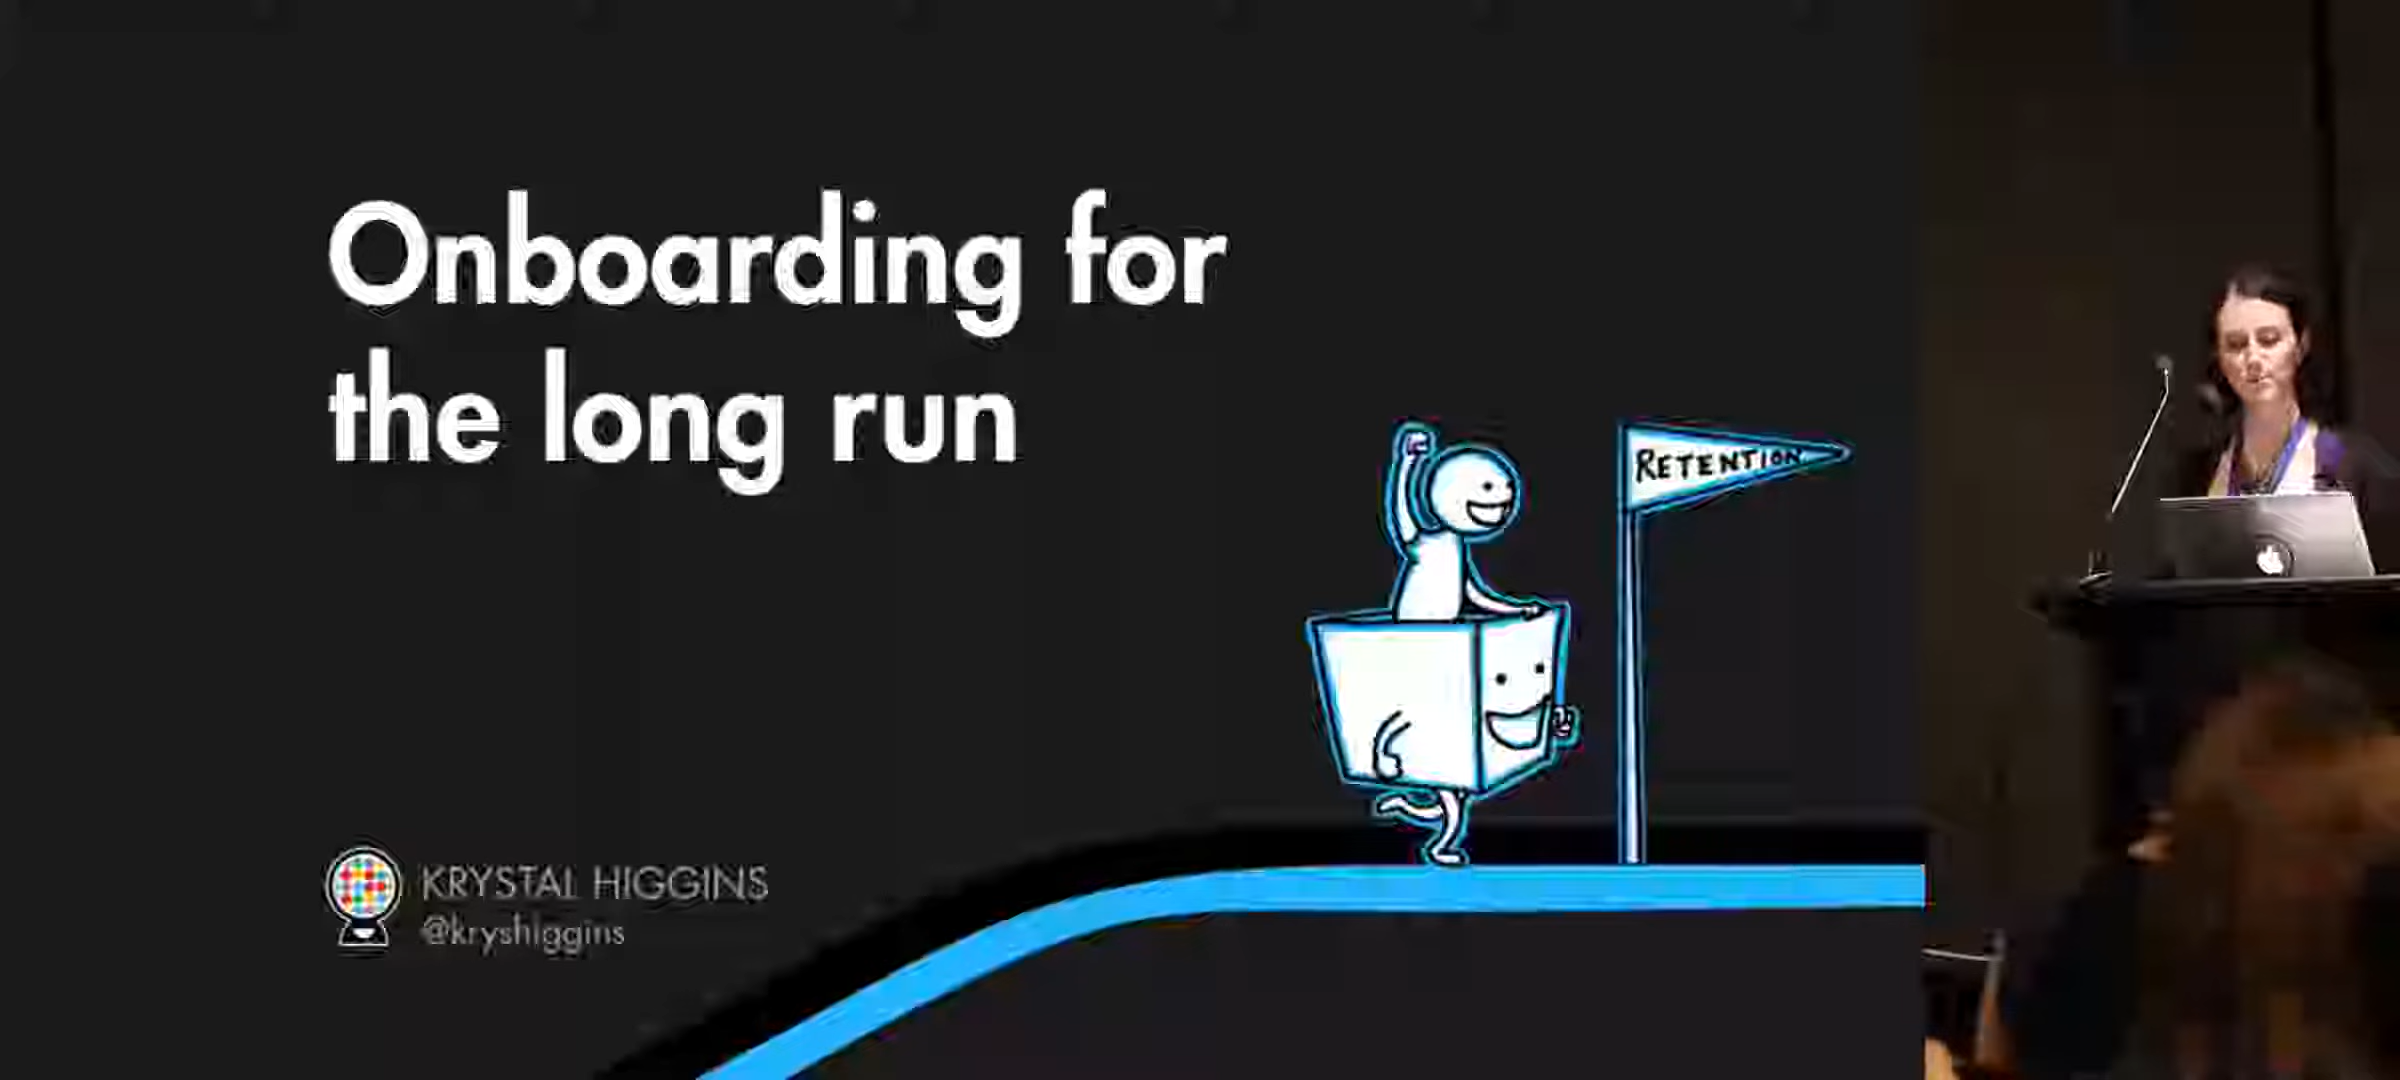 Onboarding for
the long run
RETENTION
KRYSTAL HIGGINS
@kryshiggins